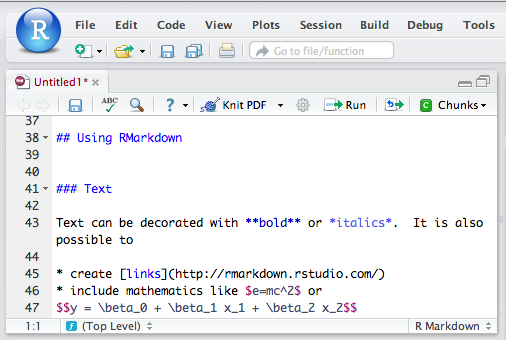 R
File Edit Code View Plots Session Build Debug Tools
Go to file/function
Untitled1*
ABC ? Knit PDF Run C Chunks
37
38 ## Using RMarkdown
39
40
41 ### Text
42
43 Text can be decorated with **bold** or *italics*.  It is also
possible to
44
45 * create [links](http://rmarkdown.rstudio.com/)
46 * include mathematics like $e=mc^2$ or
47 $$y = \beta_0 + \beta_1 x_1 + \beta_2 x_2$$
1:1 (Top Level) R Markdown